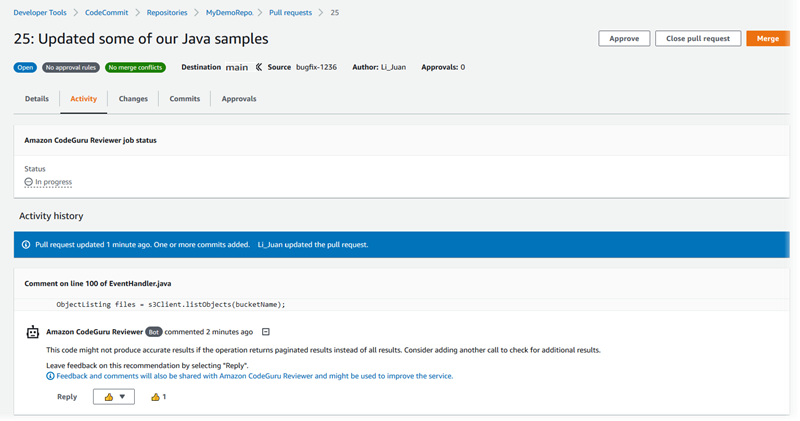 Developer Tools > CodeCommit > Repositories > MyDemoRepo. > Pull requests > 25
25: Updated some of our Java samples
Approve Close pull request Merge
Open No approval rules No merge conflicts Destination main « Source bugfix-1236 Author: Li_Juan Approvals: 0
Details Activity Changes Commits Approvals
Amazon CodeGuru Reviewer job status
Status
In progress
Activity history
Pull request updated 1 minute ago. One or more commits added. Li_Juan updated the pull request.
Comment on line 100 of EventHandler.java
ObjectListing files = s3Client.listObjects(bucketName);
Amazon CodeGuru Reviewer Bot commented 2 minutes ago
This code might not produce accurate results if the operation returns paginated results instead of all results. Consider adding another call to check for additional results.
Leave feedback on this recommendation by selecting "Reply".
Feedback and comments will also be shared with Amazon CodeGuru Reviewer and might be used to improve the service.
Reply 👍 ▼ 👍 1